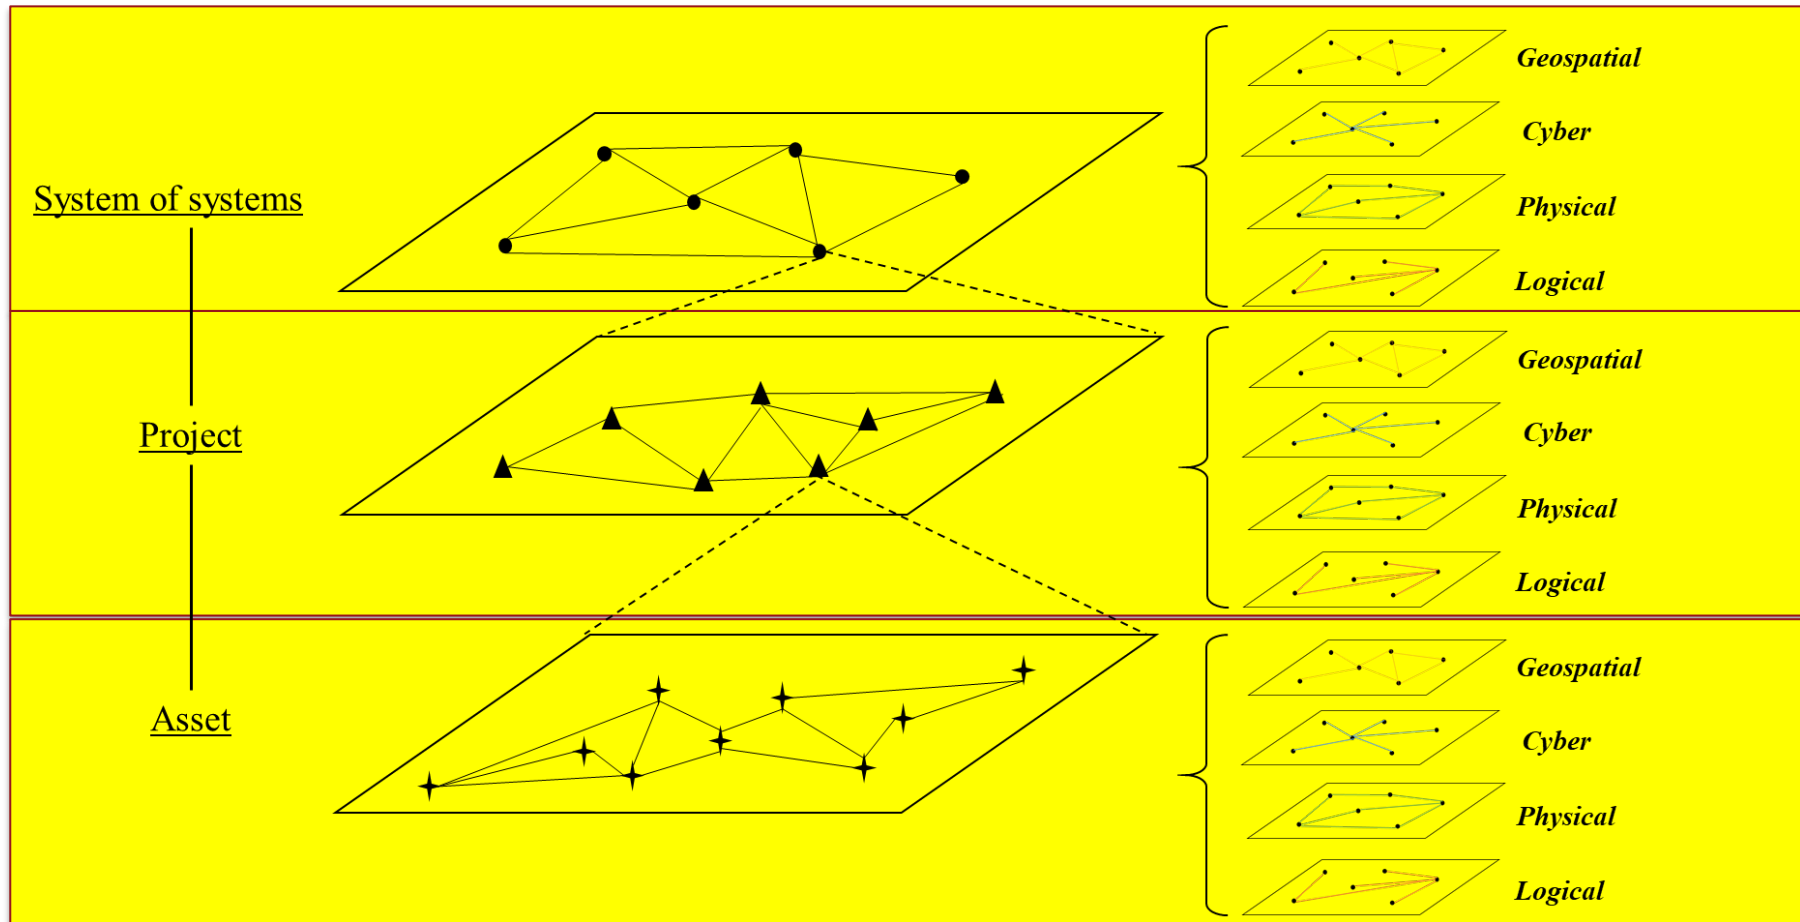 System of systems
Geospatial
Cyber
Physical
Logical
Project
Geospatial
Cyber
Physical
Logical
Asset
Geospatial
Cyber
Physical
Logical